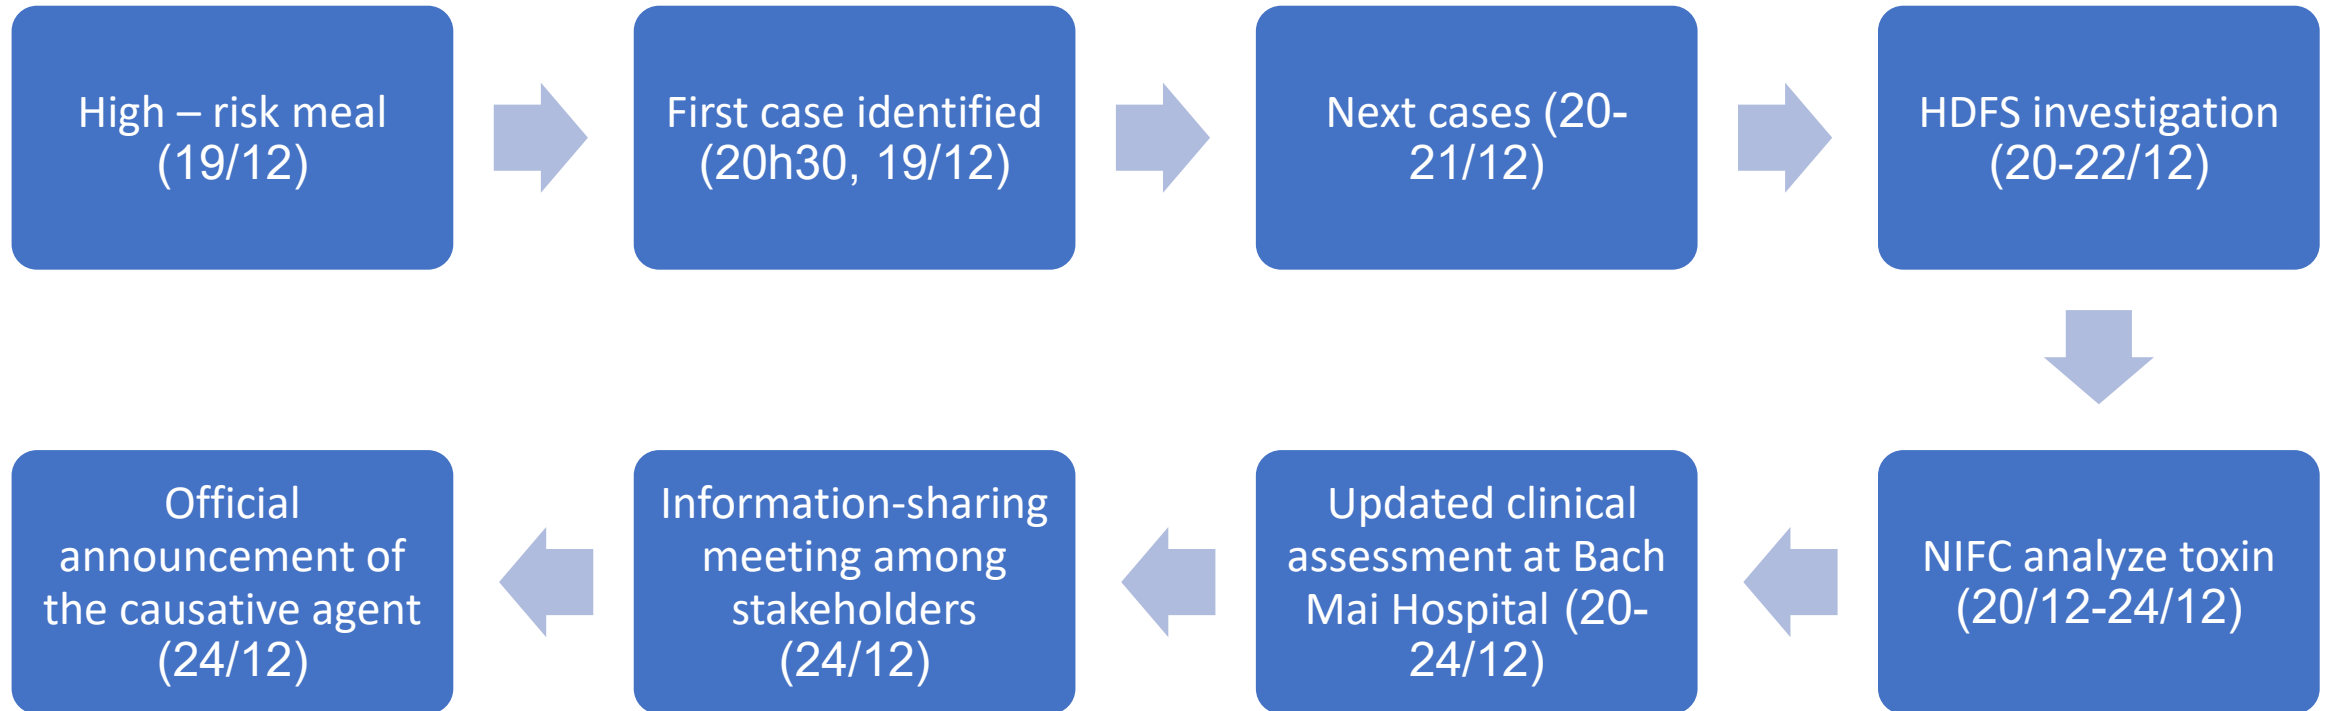 High – risk meal
(19/12)
First case identified
(20h30, 19/12)
Next cases (20-
21/12)
HDFS investigation
(20-22/12)
NIFC analyze toxin
(20/12-24/12)
Updated clinical
assessment at Bach
Mai Hospital (20-
24/12)
Information-sharing
meeting among
stakeholders
(24/12)
Official
announcement of
the causative agent
(24/12)